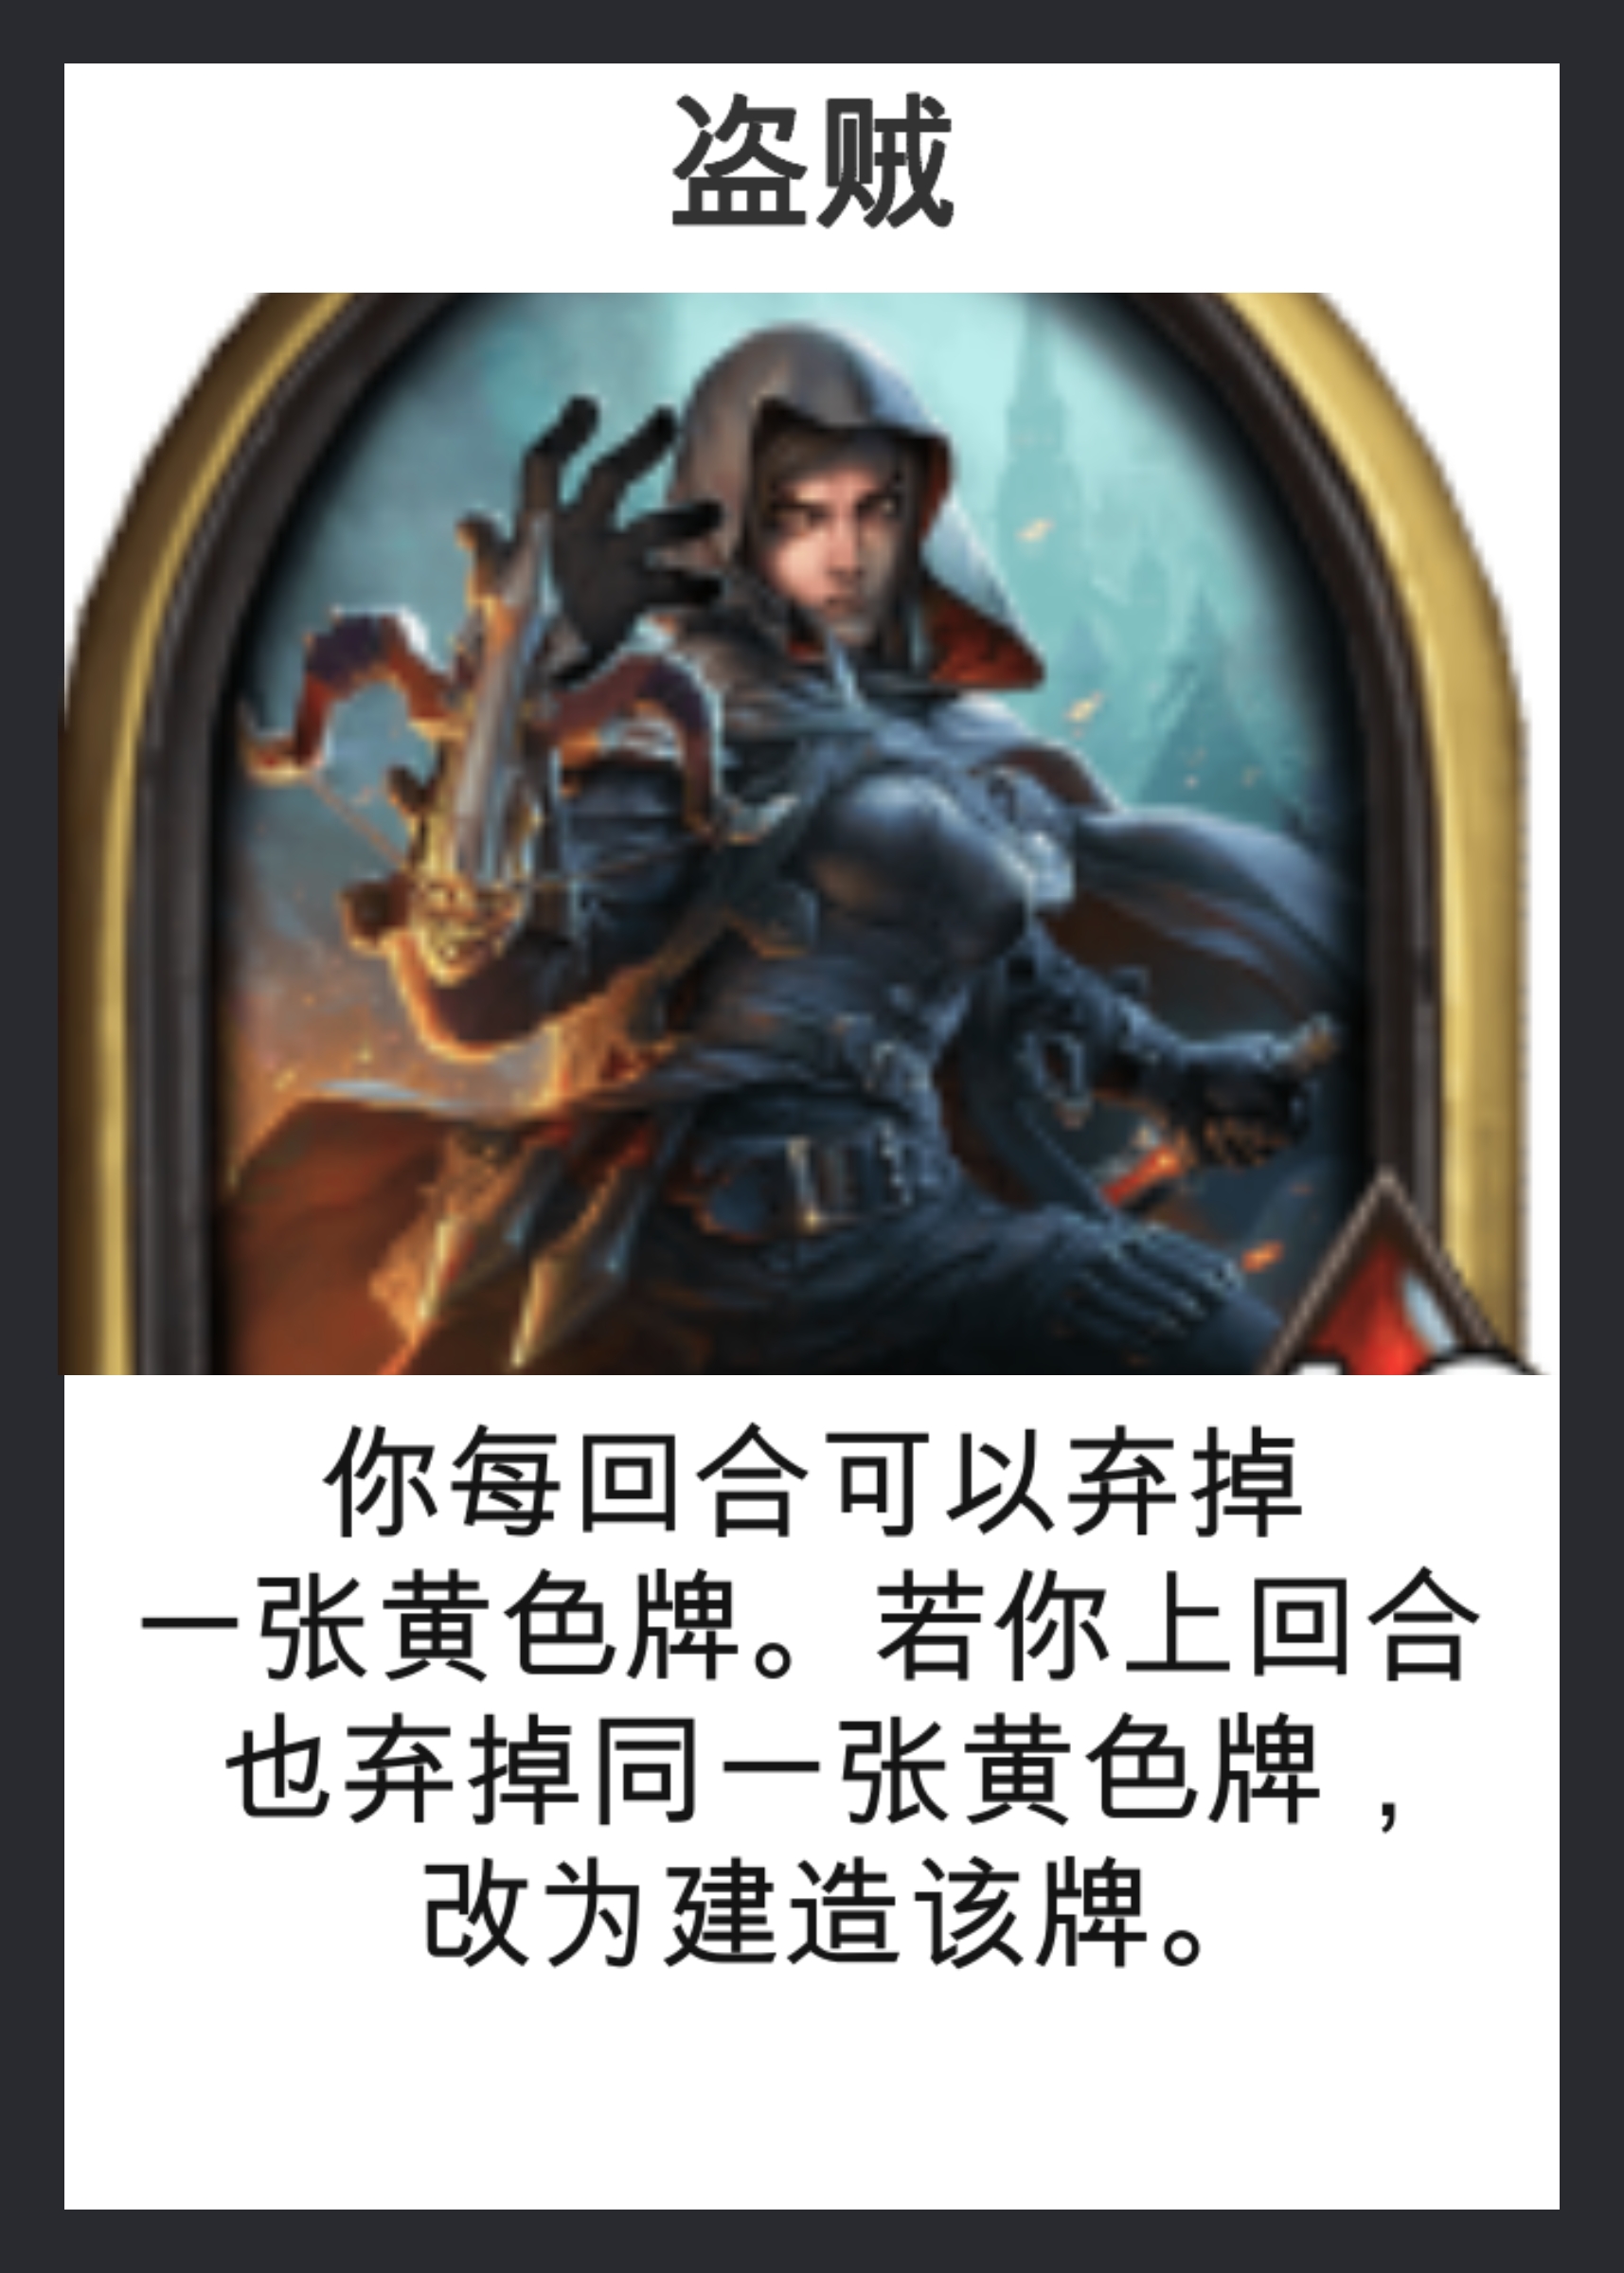 盗贼
你每回合可以弃掉
一张黄色牌。若你上回合
也弃掉同一张黄色牌，
改为建造该牌。